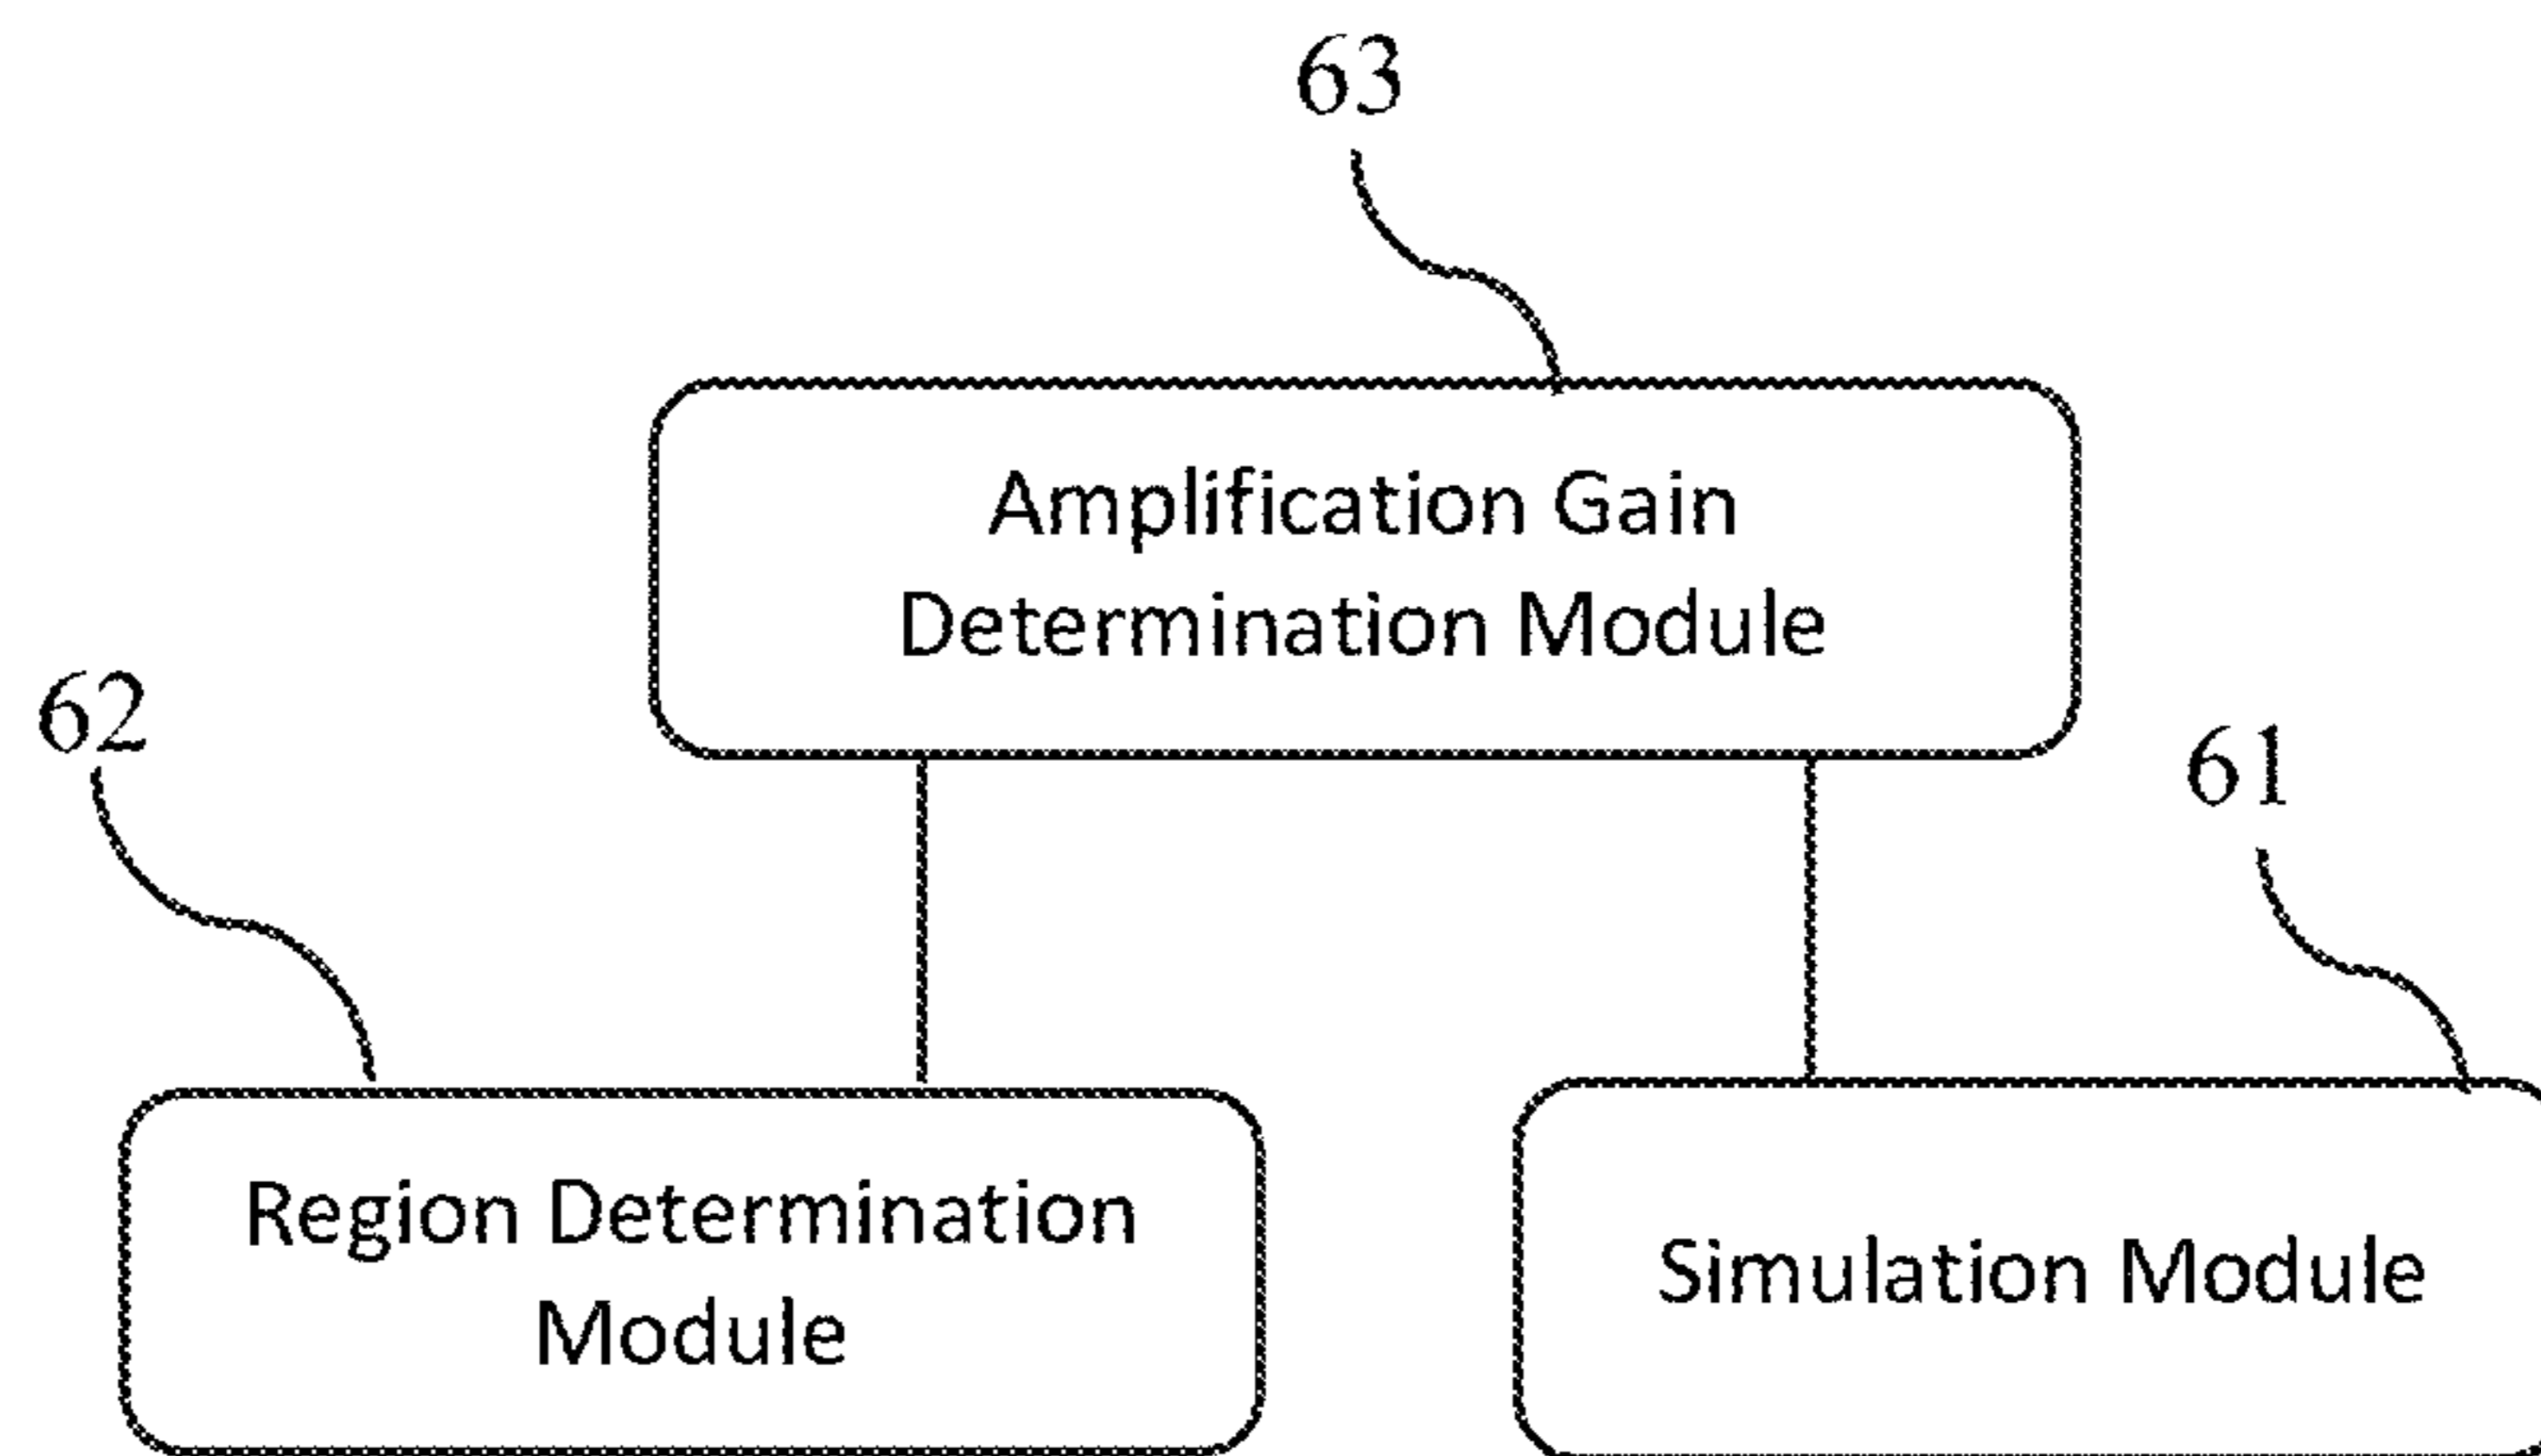 63
Amplification Gain
Determination Module
62
61
Region Determination
Module
Simulation Module